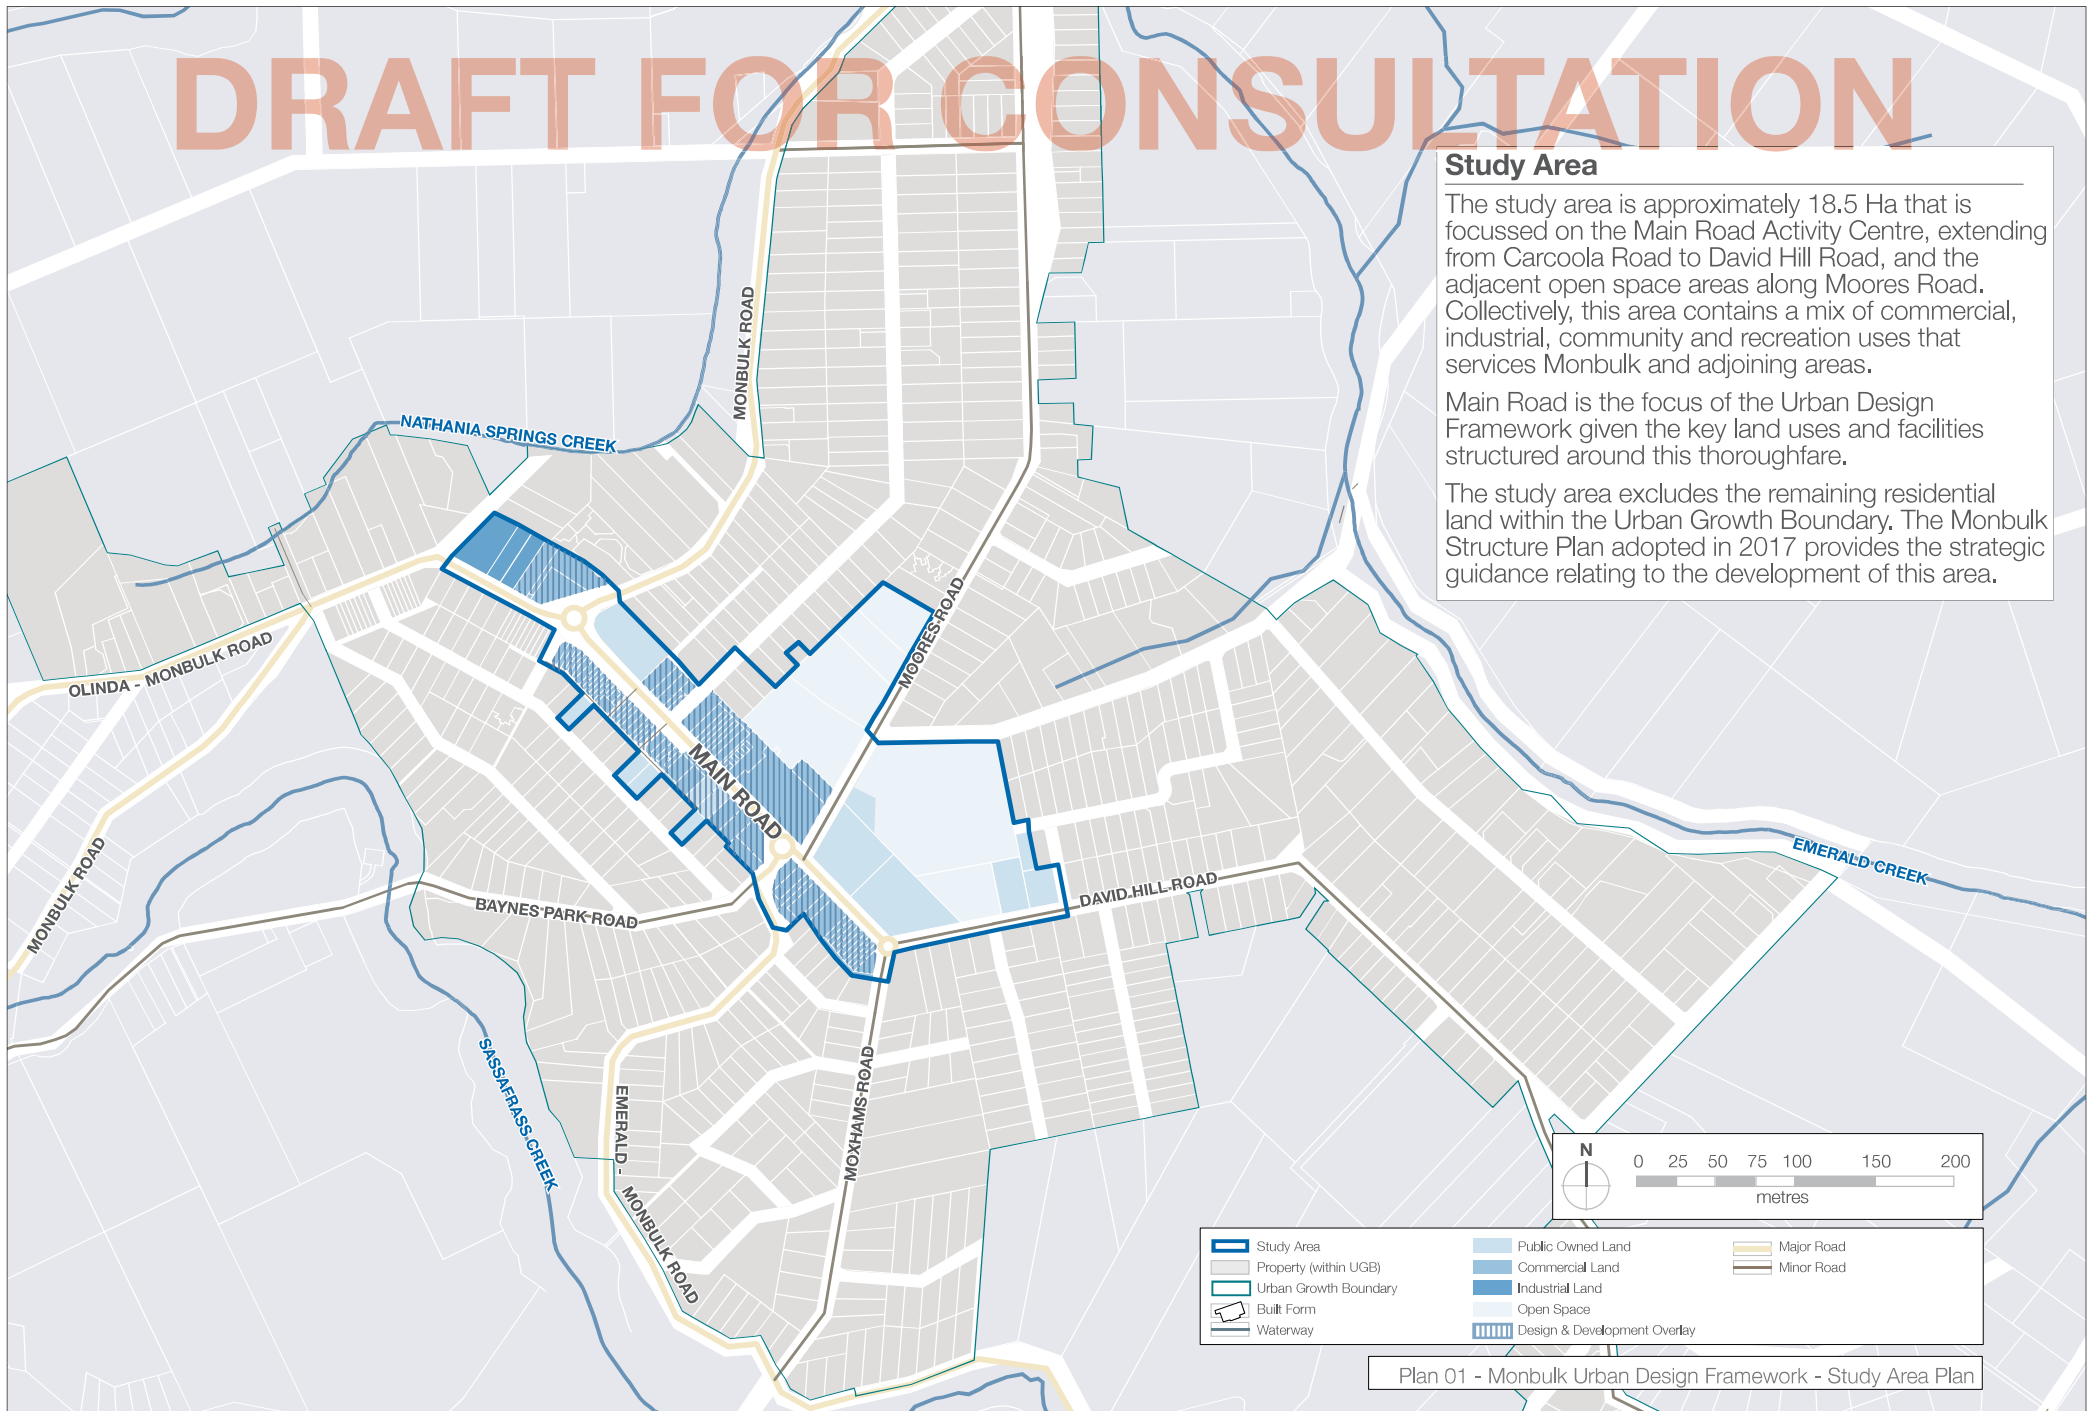 DRAFT FOR CONSULTATION
Study Area
The study area is approximately 18.5 Ha that is
focussed on the Main Road Activity Centre, extending
from Carcoola Road to David Hill Road, and the
adjacent open space areas along Moores Road.
Collectively, this area contains a mix of commercial,
industrial, community and recreation uses that
services Monbulk and adjoining areas.
Main Road is the focus of the Urban Design
Framework given the key land uses and facilities
structured around this thoroughfare.
The study area excludes the remaining residential
land within the Urban Growth Boundary. The Monbulk
Structure Plan adopted in 2017 provides the strategic
guidance relating to the development of this area.
MONBULK ROAD
NATHANIA SPRINGS CREEK
MOORES ROAD
OLINDA - MONBULK ROAD
MAIN ROAD
MONBULK ROAD
BAYNES PARK ROAD
DAVID HILL ROAD
EMERALD CREEK
SASSAFRASS CREEK
EMERALD - MONBULK ROAD
MOXHAMS ROAD
N
0 25 50 75 100 150 200
metres
Study Area
Property (within UGB)
Urban Growth Boundary
Built Form
Waterway
Public Owned Land
Commercial Land
Industrial Land
Open Space
Design & Development Overlay
Major Road
Minor Road
Plan 01 - Monbulk Urban Design Framework - Study Area Plan